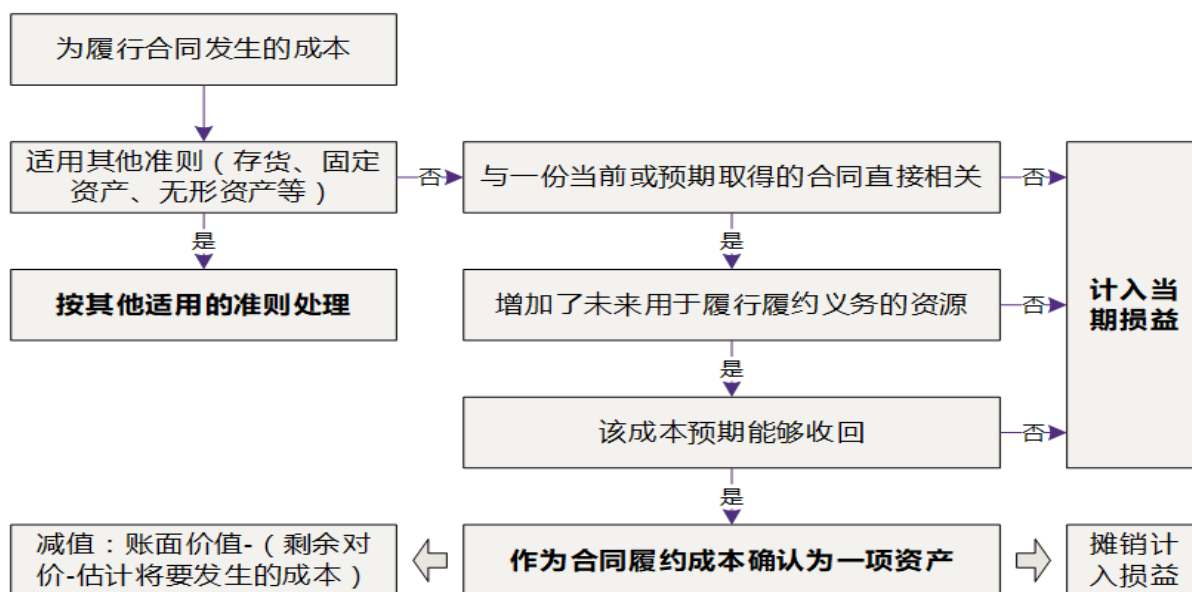 为履行合同发生的成本
适用其他准则（存货、固定
资产、无形资产等）
否
与一份当前或预期取得的合同直接相关
否
是
是
按其他适用的准则处理
增加了未来用于履行履约义务的资源
否
计入当
期损益
是
该成本预期能够收回
否
是
减值：账面价值-（剩余对
价-估计将要发生的成本）
作为合同履约成本确认为一项资产
摊销计
入损益